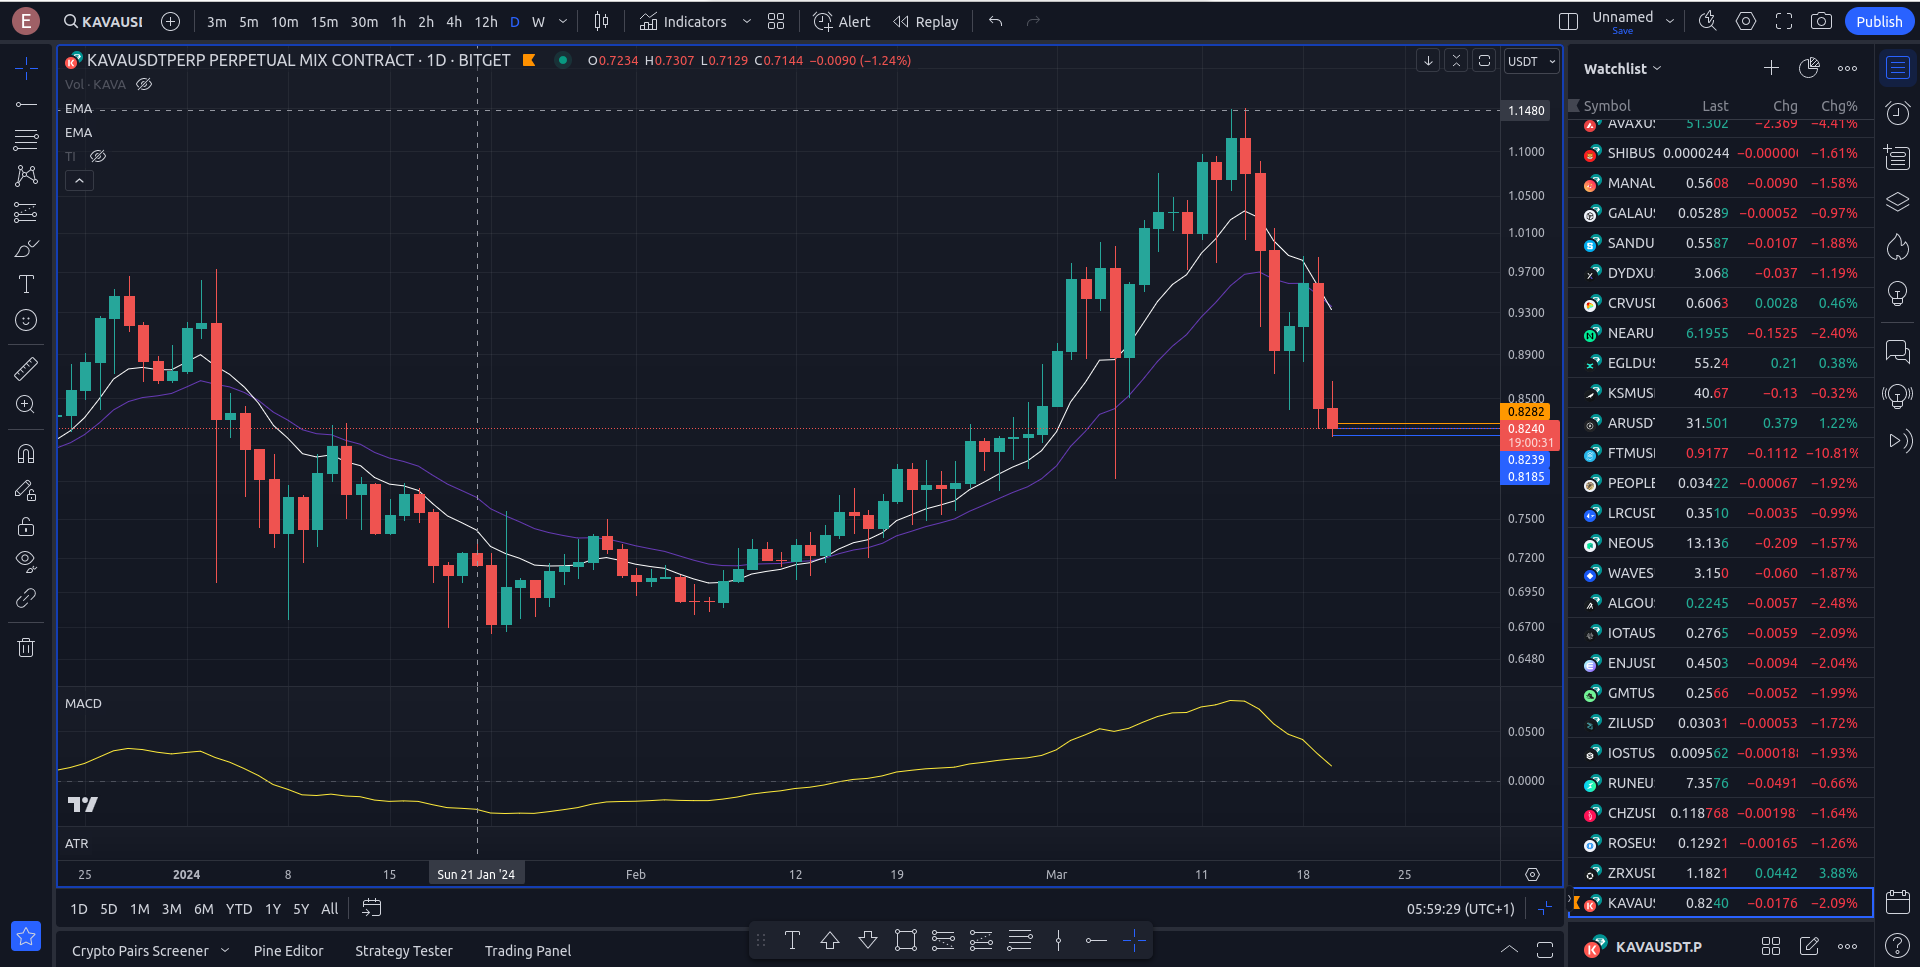 E KAVAUSI 3m 5m 10m 15m 30m 1h 2h 4h 12h D W Indicators Alert Replay Unnamed Save Publish
KAVAUSDTPERP PERPETUAL MIX CONTRACT · 1D · BITGET O0.7234 H0.7307 L0.7129 C0.7144 −0.0090 (−1.24%) USDT
Vol · KAVA
EMA
EMA
TI
1.1480
1.1000
1.0500
1.0100
0.9700
0.9300
0.8900
0.8500
0.8282
0.8240
19:00:31
0.8239
0.8185
0.7500
0.7200
0.6950
0.6700
0.6480
MACD
0.0500
0.0000
ATR
25 2024 8 15 Sun 21 Jan '24 Feb 12 19 Mar 11 18 25
1D 5D 1M 3M 6M YTD 1Y 5Y All 05:59:29 (UTC+1)
Crypto Pairs Screener Pine Editor Strategy Tester Trading Panel
Watchlist
Symbol Last Chg Chg%
AVAXU: 51.302 −2.369 −4.41%
SHIBUS 0.0000244 −0.00000 −1.61%
MANAU 0.5608 −0.0090 −1.58%
GALAU: 0.05289 −0.00052 −0.97%
SANDU 0.5587 −0.0107 −1.88%
DYDXU: 3.068 −0.037 −1.19%
CRVUSI 0.6063 0.0028 0.46%
NEARU 6.1955 −0.1525 −2.40%
EGLDU: 55.24 0.21 0.38%
KSMUS 40.67 −0.13 −0.32%
ARUSD 31.501 0.379 1.22%
FTMUSI 0.9177 −0.1112 −10.81%
PEOPLE 0.03422 −0.00067 −1.92%
LRCUSD 0.3510 −0.0035 −0.99%
NEOUS 13.136 −0.209 −1.57%
WAVES 3.150 −0.060 −1.87%
ALGOU: 0.2245 −0.0057 −2.48%
IOTAUS 0.2765 −0.0059 −2.09%
ENJUSI 0.4503 −0.0094 −2.04%
GMTUS 0.2566 −0.0052 −1.99%
ZILUSD 0.03031 −0.00053 −1.72%
IOSTUS 0.009562 −0.00018 −1.93%
RUNEU 7.3576 −0.0491 −0.66%
CHZUSI 0.118768 −0.00198 −1.64%
ROSEU 0.12921 −0.00165 −1.26%
ZRXUSI 1.1821 0.0442 3.88%
KAVAU: 0.8240 −0.0176 −2.09%
KAVAUSDT.P